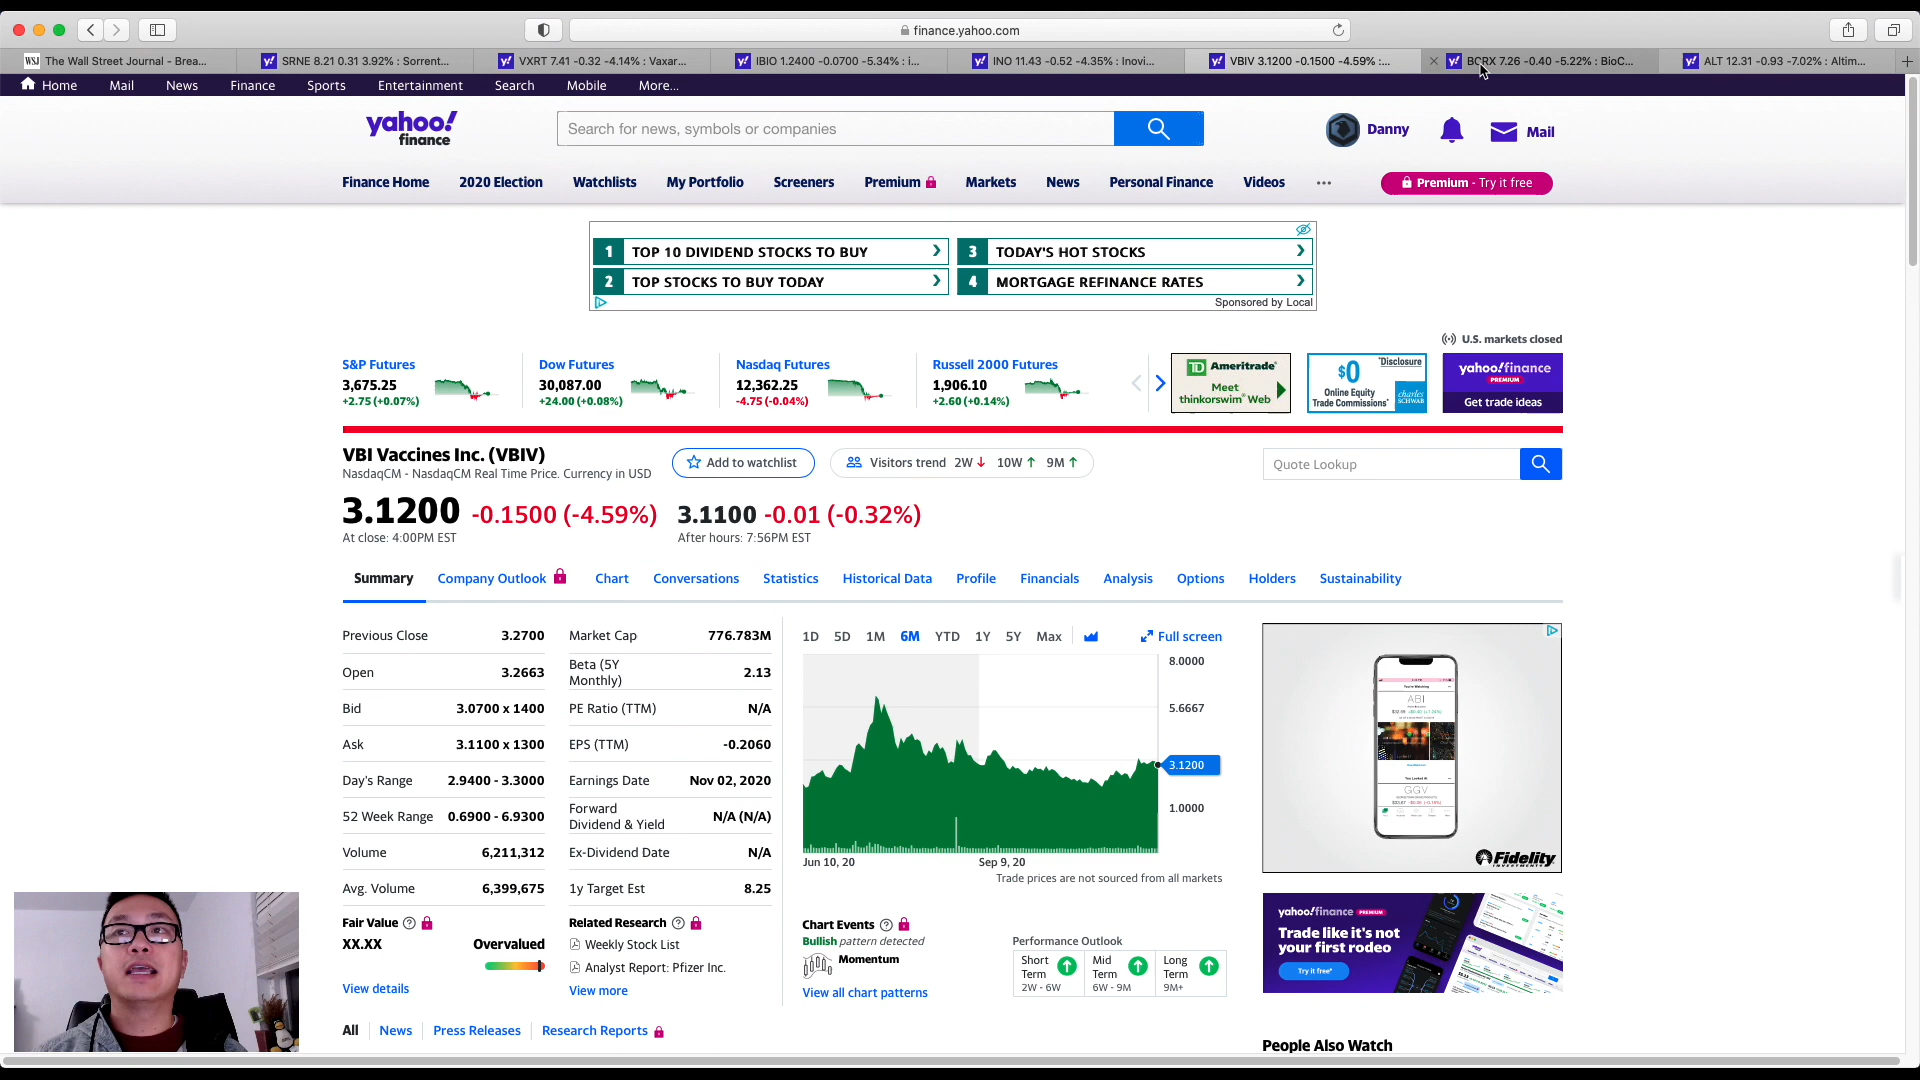 finance.yahoo.com
WSJ The Wall Street Journal - Brea...
y! SRNE 8.21 0.31 3.92% : Sorrent...
y! VXRT 7.41 -0.32 -4.14% : Vaxar...
y! IBIO 1.2400 -0.0700 -5.34% : i...
y! INO 11.43 -0.52 -4.35% : Inovi...
y! VBIV 3.1200 -0.1500 -4.59% :...
y! BCRX 7.26 -0.40 -5.22% : BioC...
y! ALT 12.31 -0.93 -7.02% : Altim...
Home Mail News Finance Sports Entertainment Search Mobile More...
yahoo!
finance
Search for news, symbols or companies
Danny
Mail
Finance Home 2020 Election Watchlists My Portfolio Screeners Premium Markets News Personal Finance Videos ...
Premium - Try it free
1 TOP 10 DIVIDEND STOCKS TO BUY
3 TODAY'S HOT STOCKS
2 TOP STOCKS TO BUY TODAY
4 MORTGAGE REFINANCE RATES
Sponsored by Local
U.S. markets closed
S&P Futures
3,675.25
+2.75 (+0.07%)
Dow Futures
30,087.00
+24.00 (+0.08%)
Nasdaq Futures
12,362.25
-4.75 (-0.04%)
Russell 2000 Futures
1,906.10
+2.60 (+0.14%)
TD Ameritrade
Meet
thinkorswim® Web
*Disclosure
$0
Online Equity
Trade Commissions*
charles
SCHWAB
yahoo!finance
PREMIUM
Get trade ideas
VBI Vaccines Inc. (VBIV)
NasdaqCM - NasdaqCM Real Time Price. Currency in USD
Add to watchlist
Visitors trend 2W ↓ 10W ↑ 9M ↑
Quote Lookup
3.1200 -0.1500 (-4.59%)
At close: 4:00PM EST
3.1100 -0.01 (-0.32%)
After hours: 7:56PM EST
Summary Company Outlook Chart Conversations Statistics Historical Data Profile Financials Analysis Options Holders Sustainability
Previous Close 3.2700
Open 3.2663
Bid 3.0700 x 1400
Ask 3.1100 x 1300
Day's Range 2.9400 - 3.3000
52 Week Range 0.6900 - 6.9300
Volume 6,211,312
Avg. Volume 6,399,675
Market Cap 776.783M
Beta (5Y
Monthly) 2.13
PE Ratio (TTM) N/A
EPS (TTM) -0.2060
Earnings Date Nov 02, 2020
Forward
Dividend & Yield N/A (N/A)
Ex-Dividend Date N/A
1y Target Est 8.25
1D 5D 1M 6M YTD 1Y 5Y Max
Full screen
8.0000
5.6667
3.1200
1.0000
Jun 10, 20
Sep 9, 20
Trade prices are not sourced from all markets
ABI
GGV
Fidelity
INVESTMENTS
Fair Value
XX.XX Overvalued
View details
Related Research
Weekly Stock List
Analyst Report: Pfizer Inc.
View more
Chart Events
Bullish pattern detected
Momentum
View all chart patterns
Performance Outlook
Short
Term
2W - 6W
Mid
Term
6W - 9M
Long
Term
9M+
yahoo!finance PREMIUM
Trade like it's not
your first rodeo
Try it free*
All News Press Releases Research Reports
People Also Watch